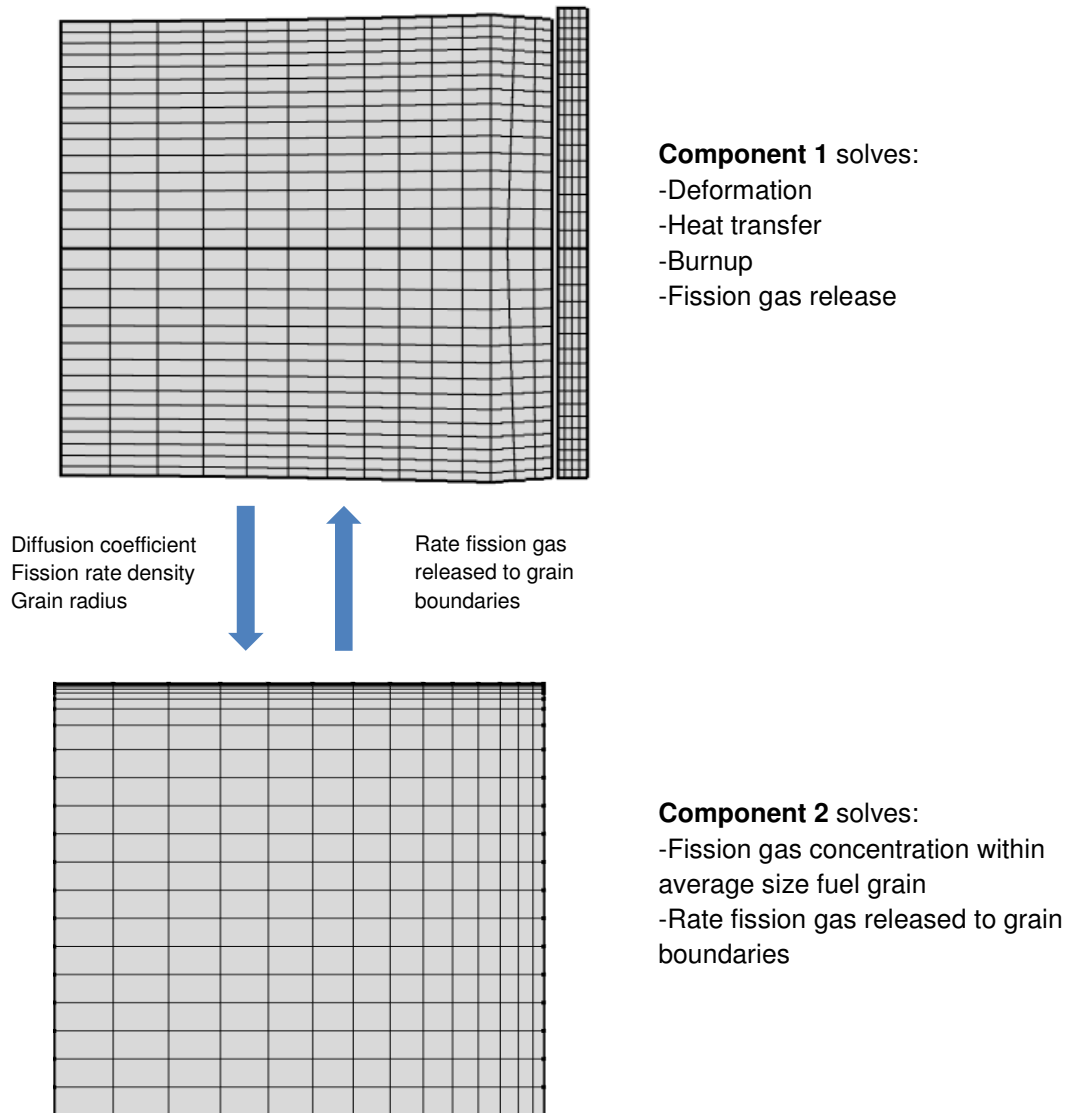 Component 1 solves:
-Deformation
-Heat transfer
-Burnup
-Fission gas release
Diffusion coefficient
Fission rate density
Grain radius
Rate fission gas
released to grain
boundaries
Component 2 solves:
-Fission gas concentration within
average size fuel grain
-Rate fission gas released to grain
boundaries